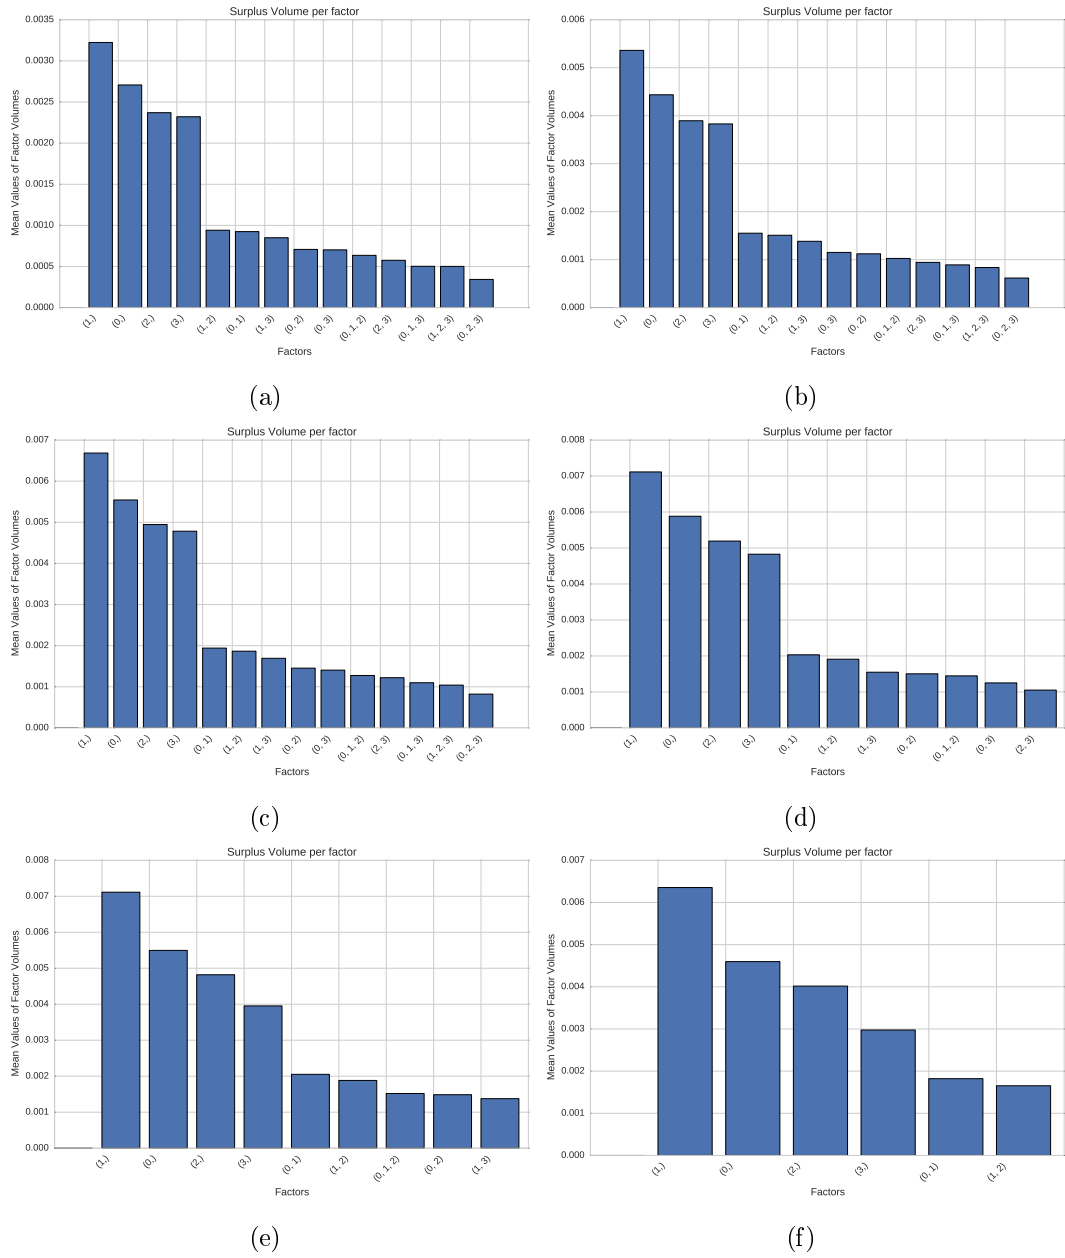 Surplus Volume per factor
Mean Values of Factor Volumes
0.0035
0.0030
0.0025
0.0020
0.0015
0.0010
0.0005
0.0000
(1,) (0,) (2,) (3,) (1, 2) (0, 1) (1, 3) (0, 2) (0, 3) (0, 1, 2) (2, 3) (0, 1, 3) (1, 2, 3) (0, 2, 3)
Factors
(a)
Surplus Volume per factor
Mean Values of Factor Volumes
0.006
0.005
0.004
0.003
0.002
0.001
0.000
(1,) (0,) (2,) (3,) (0, 1) (1, 2) (1, 3) (0, 3) (0, 2) (0, 1, 2) (2, 3) (0, 1, 3) (1, 2, 3) (0, 2, 3)
Factors
(b)
Surplus Volume per factor
Mean Values of Factor Volumes
0.007
0.006
0.005
0.004
0.003
0.002
0.001
0.000
(1,) (0,) (2,) (3,) (0, 1) (1, 2) (1, 3) (0, 2) (0, 3) (0, 1, 2) (2, 3) (0, 1, 3) (1, 2, 3) (0, 2, 3)
Factors
(c)
Surplus Volume per factor
Mean Values of Factor Volumes
0.008
0.007
0.006
0.005
0.004
0.003
0.002
0.001
0.000
(1,) (0,) (2,) (3,) (0, 1) (1, 2) (1, 3) (0, 2) (0, 1, 2) (0, 3) (2, 3)
Factors
(d)
Surplus Volume per factor
Mean Values of Factor Volumes
0.008
0.007
0.006
0.005
0.004
0.003
0.002
0.001
0.000
(1,) (0,) (2,) (3,) (0, 1) (1, 2) (0, 1, 2) (0, 2) (1, 3)
Factors
(e)
Surplus Volume per factor
Mean Values of Factor Volumes
0.007
0.006
0.005
0.004
0.003
0.002
0.001
0.000
(1,) (0,) (2,) (3,) (0, 1) (1, 2)
Factors
(f)